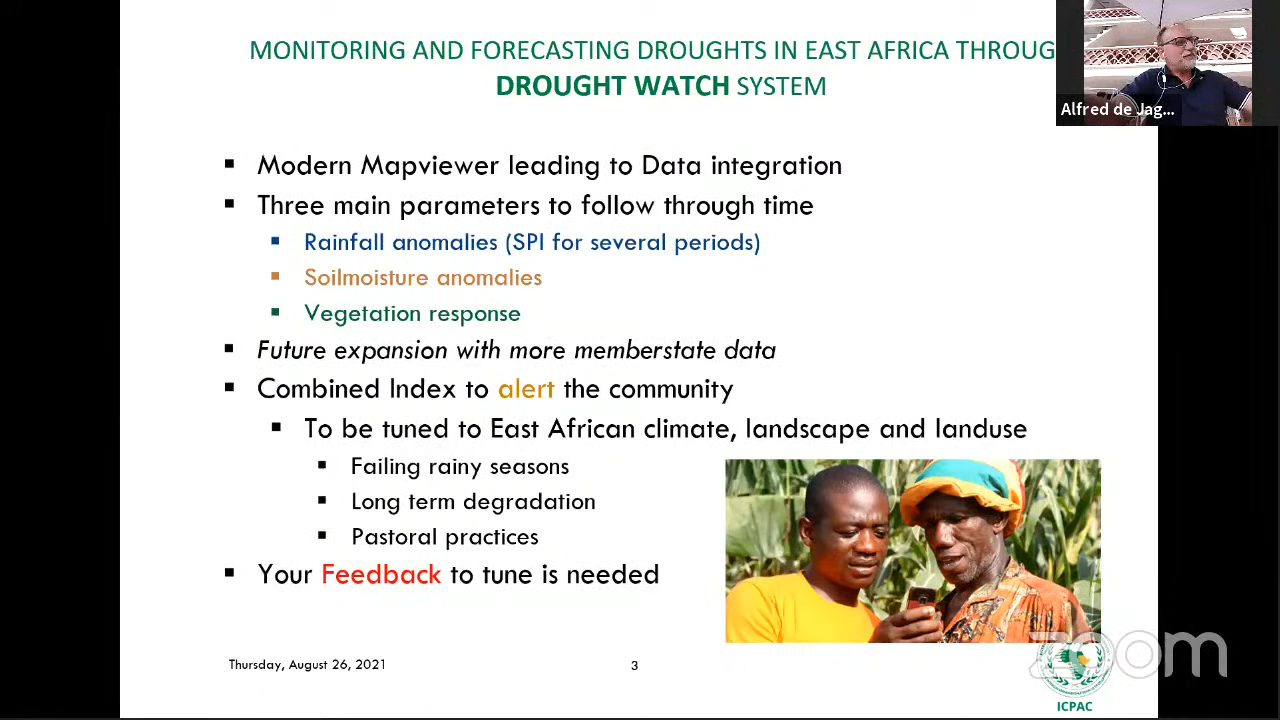 MONITORING AND FORECASTING DROUGHTS IN EAST AFRICA THROUG
DROUGHT WATCH SYSTEM
Alfred de Jag...
▪ Modern Mapviewer leading to Data integration
▪ Three main parameters to follow through time
▪ Rainfall anomalies (SPI for several periods)
▪ Soilmoisture anomalies
▪ Vegetation response
▪ Future expansion with more memberstate data
▪ Combined Index to alert the community
▪ To be tuned to East African climate, landscape and landuse
▪ Failing rainy seasons
▪ Long term degradation
▪ Pastoral practices
▪ Your Feedback to tune is needed
Thursday, August 26, 2021
3
zoom
ICPAC